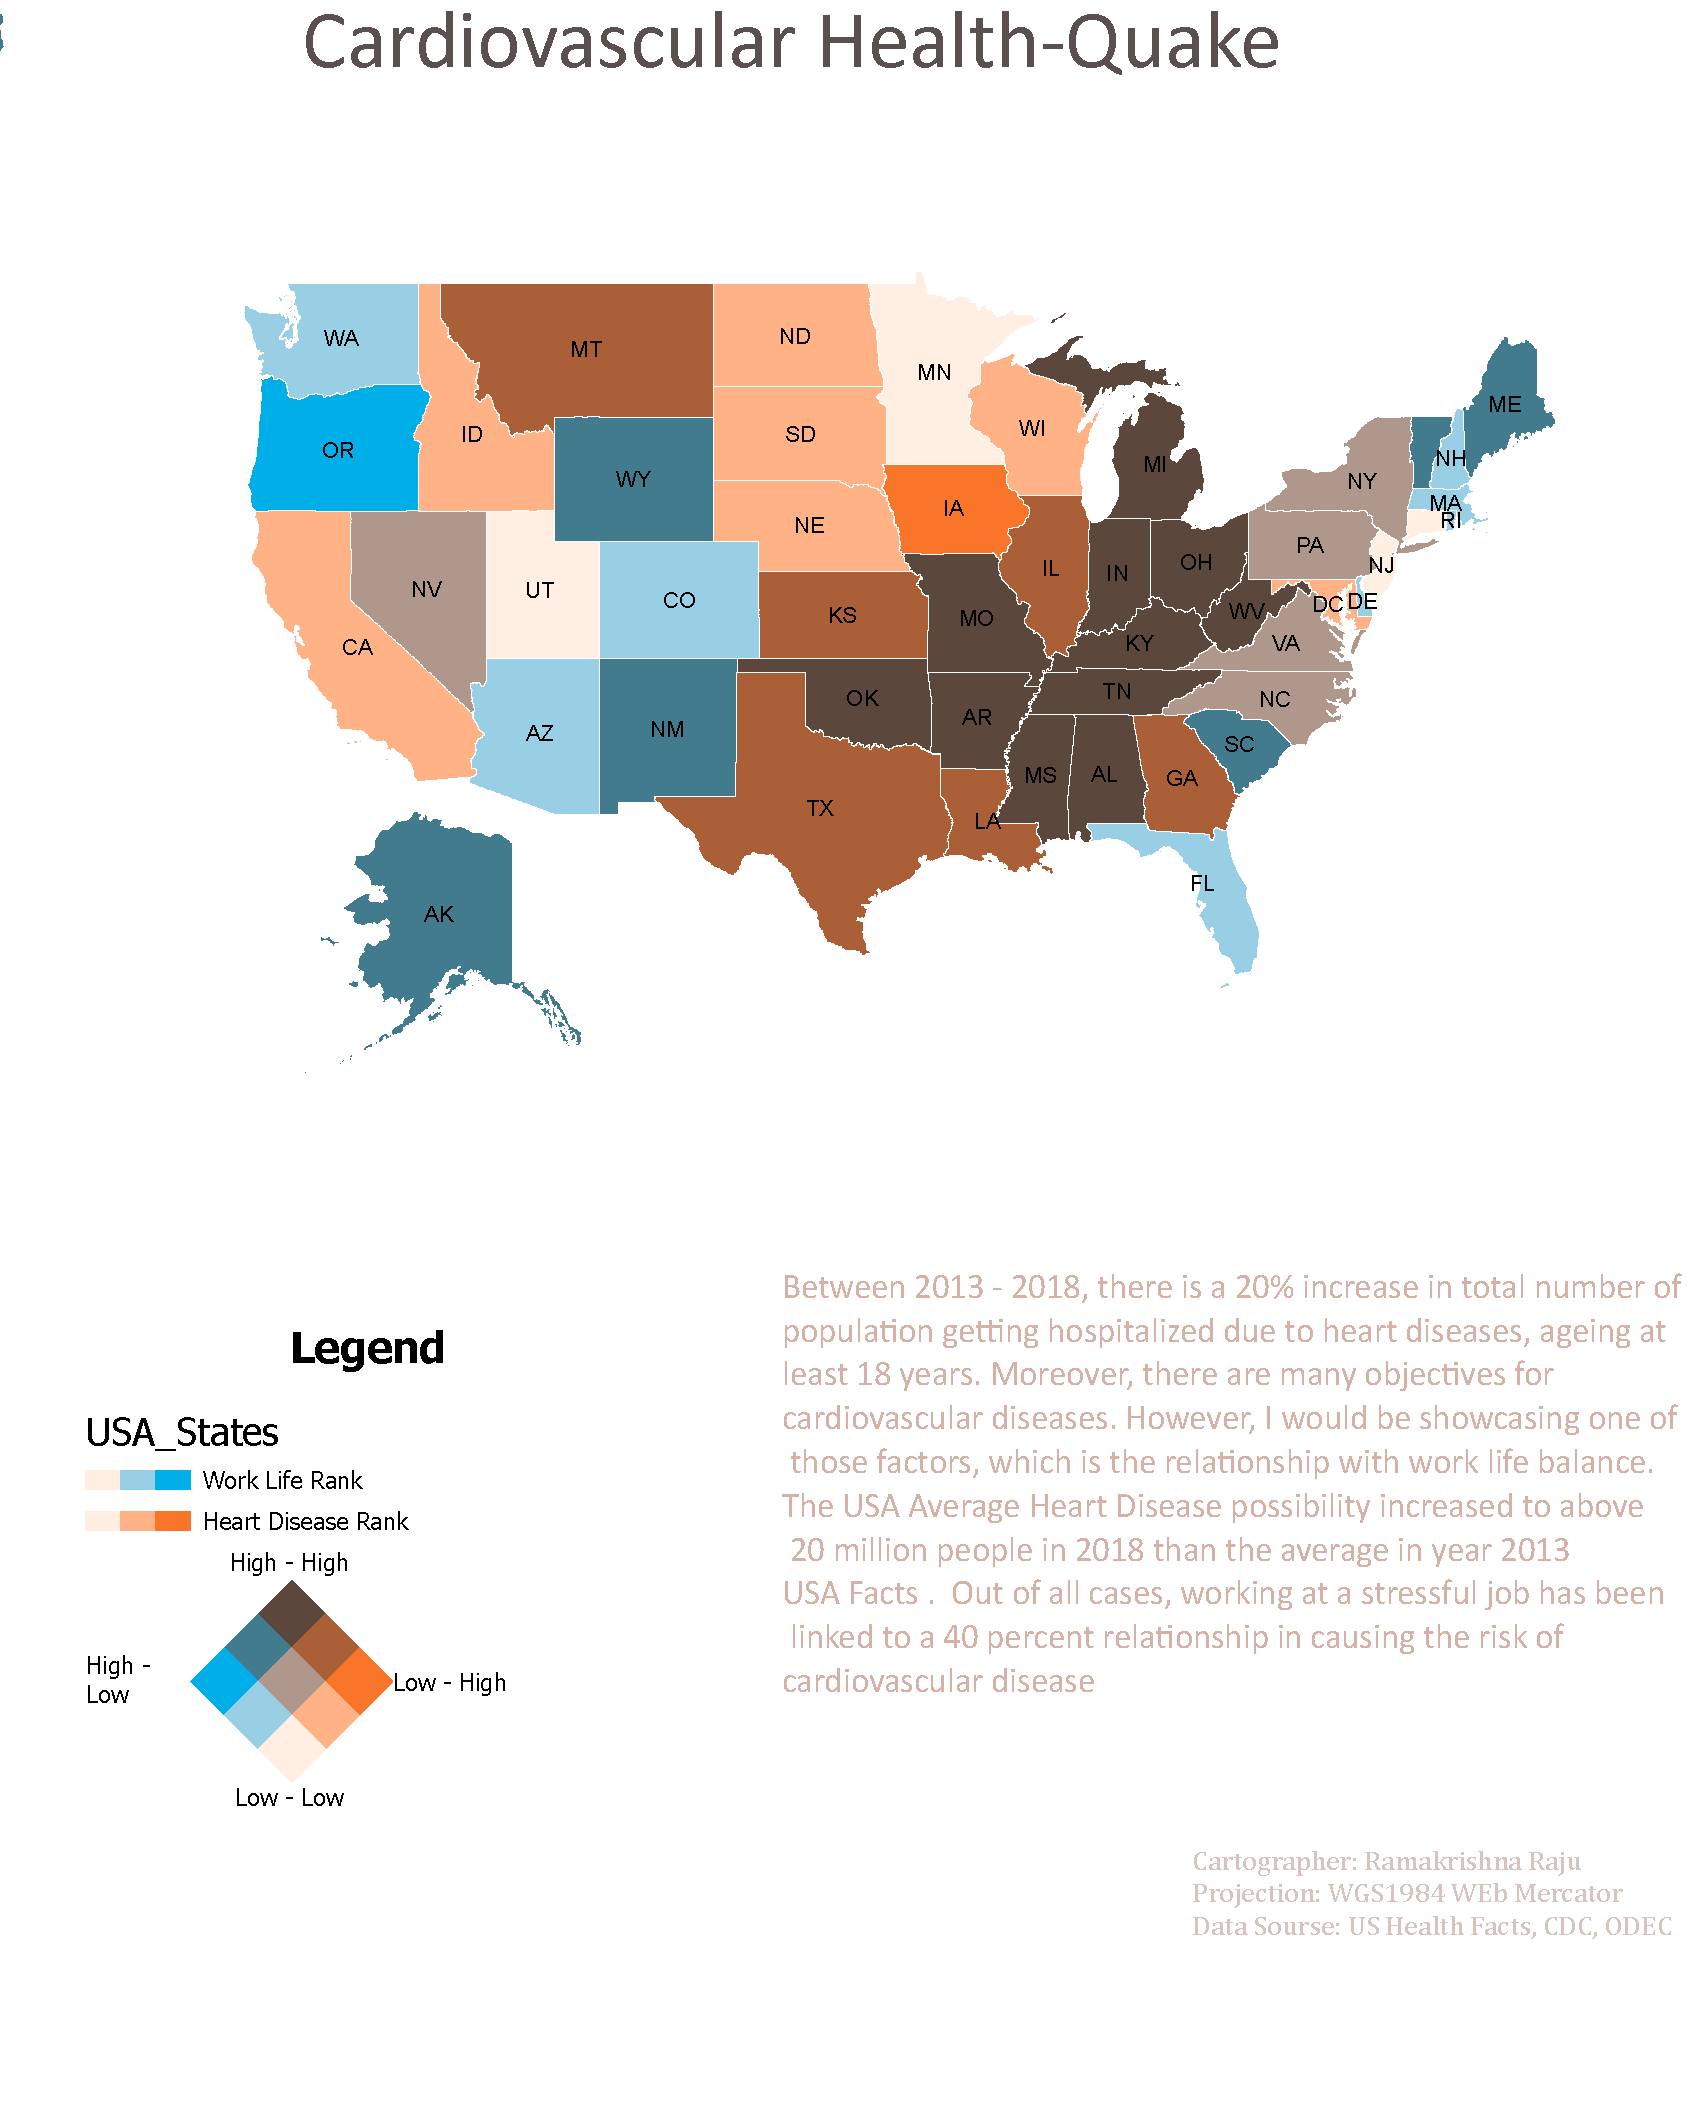 Cardiovascular Health-Quake
WA
MT
ND
MN
ME
OR
ID
SD
WI
WY
MI
NH
NY
MA
RI
IA
NE
PA
NJ
OH
IL
IN
NV
UT
CO
KS
MO
WV
DC
DE
CA
KY
VA
OK
TN
NC
AZ
NM
AR
SC
MS
AL
GA
TX
LA
FL
AK
Between 2013 - 2018, there is a 20% increase in total number of
population getting hospitalized due to heart diseases, ageing at
least 18 years. Moreover, there are many objectives for
cardiovascular diseases. However, I would be showcasing one of
those factors, which is the relationship with work life balance.
The USA Average Heart Disease possibility increased to above
20 million people in 2018 than the average in year 2013
USA Facts .  Out of all cases, working at a stressful job has been
linked to a 40 percent relationship in causing the risk of
cardiovascular disease
Legend
USA_States
Work Life Rank
Heart Disease Rank
High - High
High -
Low
Low - High
Low - Low
Cartographer: Ramakrishna Raju
Projection: WGS1984 WEb Mercator
Data Sourse: US Health Facts, CDC, ODEC